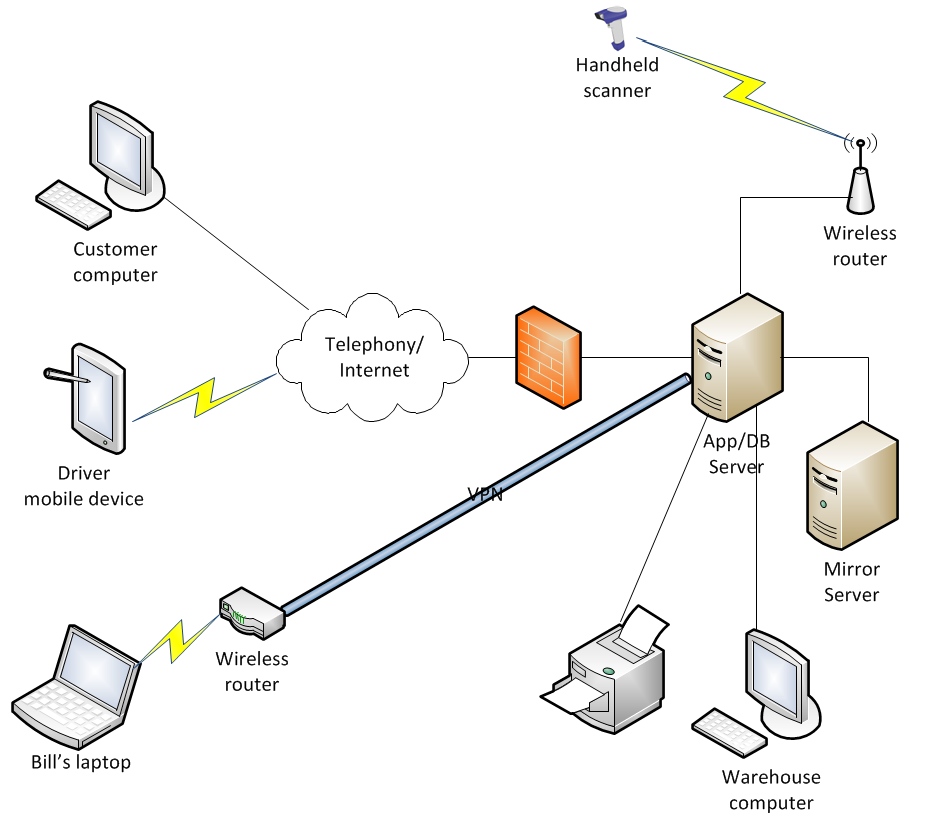 Handheld
scanner
Customer
computer
Wireless
router
Telephony/
Internet
App/DB
Server
Driver
mobile device
VPN
Mirror
Server
Wireless
router
Bill’s laptop
Warehouse
computer